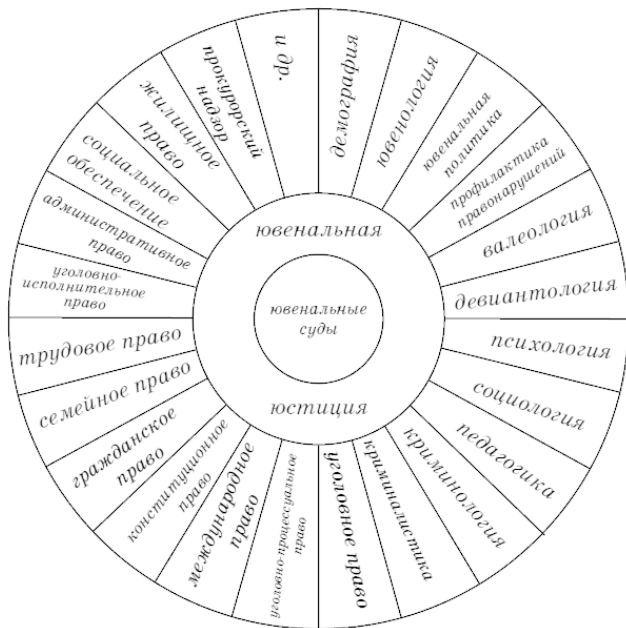 ювенальные
суды
ювенальная
юстиция
демография
ювенология
ювенальная
политика
профилактика
правонарушений
валеология
девиантология
психология
социология
педагогика
криминология
криминалистика
уголовное право
уголовно-процессуальное
право
международное
право
конституционное
право
гражданское
право
семейное право
трудовое право
уголовно-
исполнительное
право
административное
право
социальное
обеспечение
жилищное
право
прокурорский
надзор
и др.